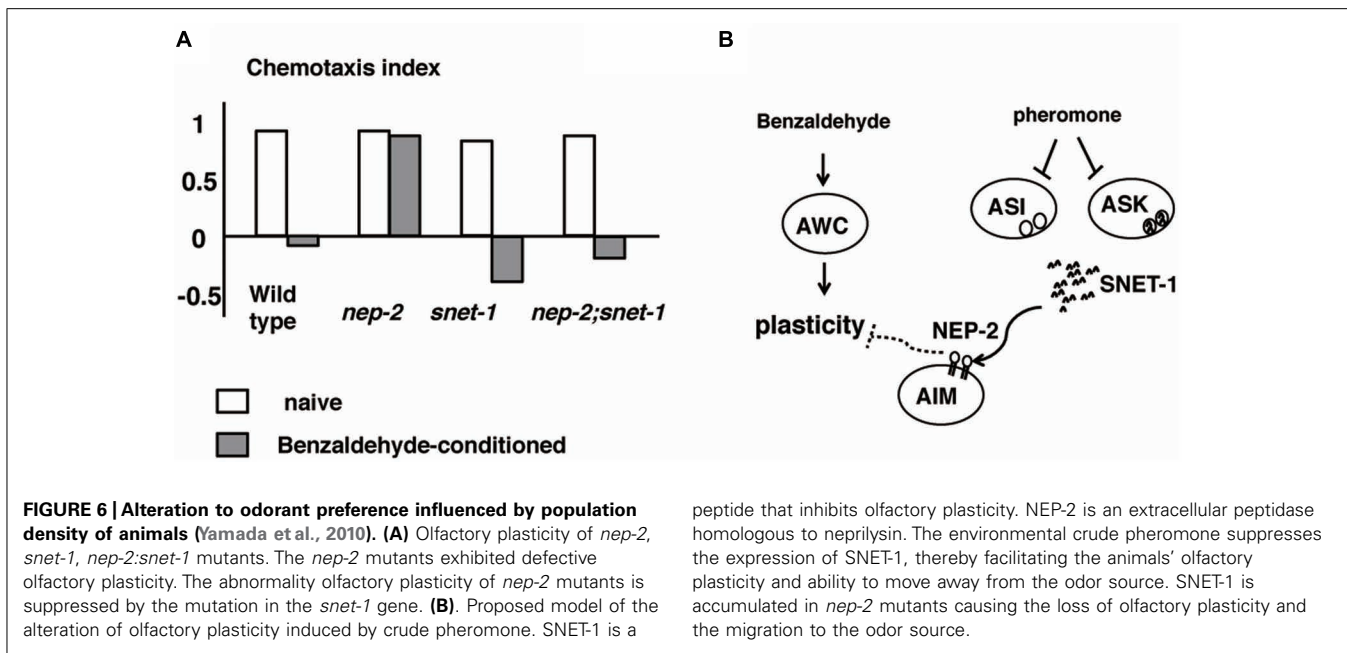 A
Chemotaxis index
1
0.5
0
-0.5
Wild
type
nep-2
snet-1
nep-2;snet-1
naive
Benzaldehyde-conditioned
B
Benzaldehyde
pheromone
AWC
ASI
ASK
SNET-1
plasticity
NEP-2
AIM
FIGURE 6 | Alteration to odorant preference influenced by population
density of animals (Yamada et al., 2010). (A) Olfactory plasticity of nep-2,
snet-1, nep-2:snet-1 mutants. The nep-2 mutants exhibited defective
olfactory plasticity. The abnormality olfactory plasticity of nep-2 mutants is
suppressed by the mutation in the snet-1 gene. (B). Proposed model of the
alteration of olfactory plasticity induced by crude pheromone. SNET-1 is a
peptide that inhibits olfactory plasticity. NEP-2 is an extracellular peptidase
homologous to neprilysin. The environmental crude pheromone suppresses
the expression of SNET-1, thereby facilitating the animals' olfactory
plasticity and ability to move away from the odor source. SNET-1 is
accumulated in nep-2 mutants causing the loss of olfactory plasticity and
the migration to the odor source.